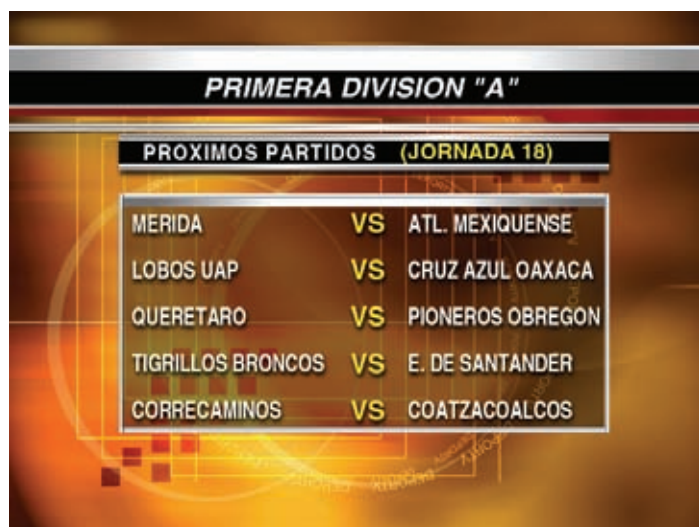 PRIMERA DIVISION "A"
PROXIMOS PARTIDOS (JORNADA 18)
MERIDA VS ATL. MEXIQUENSE
LOBOS UAP VS CRUZ AZUL OAXACA
QUERETARO VS PIONEROS OBREGON
TIGRILLOS BRONCOS VS E. DE SANTANDER
CORRECAMINOS VS COATZACOALCOS